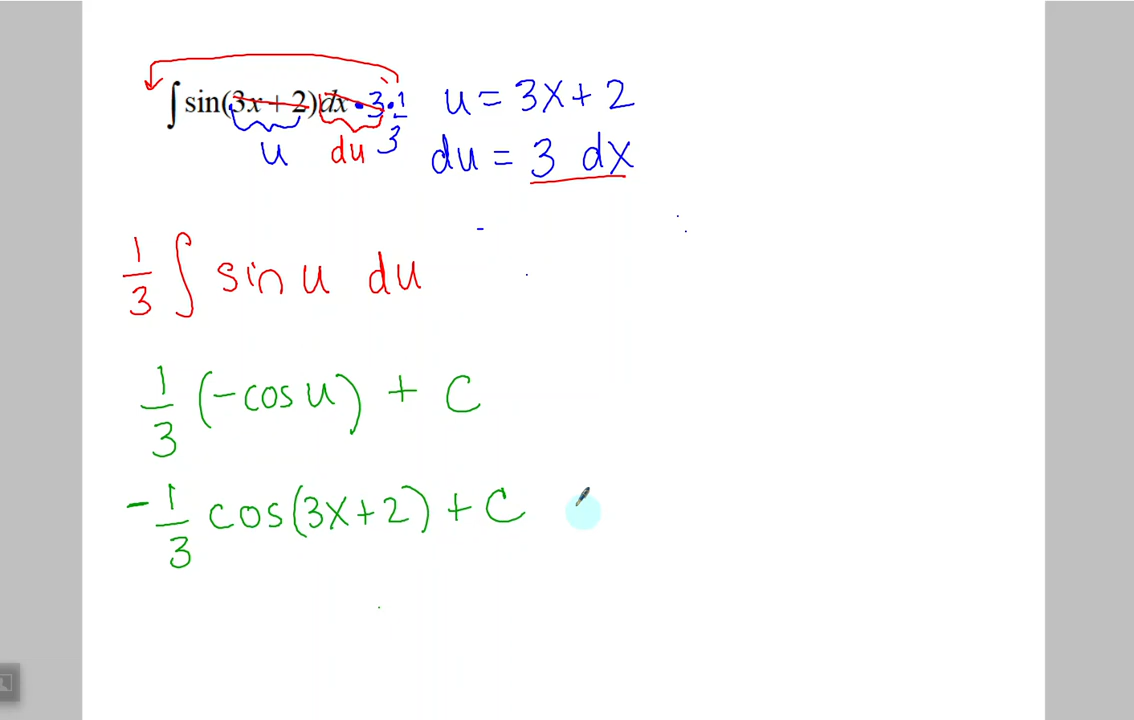 ∫ sin(3x + 2)dx • 3 • 1/3 u = 3x + 2
u du du = 3 dx
1/3 ∫ sin u du
1/3 (-cos u) + C
-1/3 cos(3x+2) + C